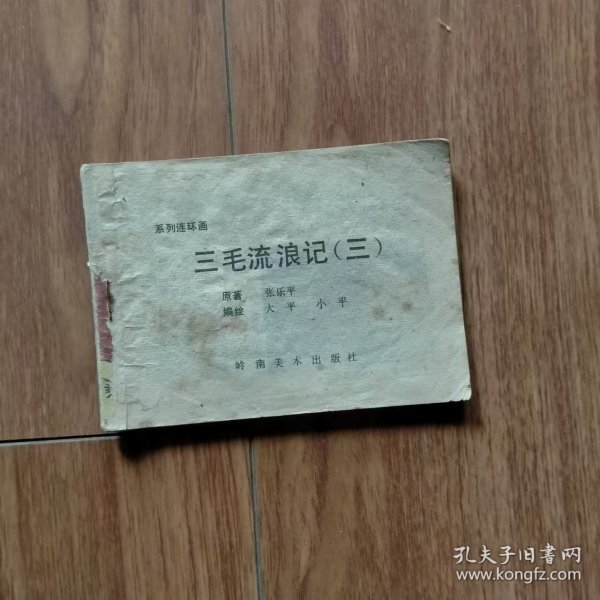 系列连环画
三毛流浪记(三)
原著 张乐平
编绘 大平 小平
岭南美术出版社
孔夫子旧書网
www.kongfz.com